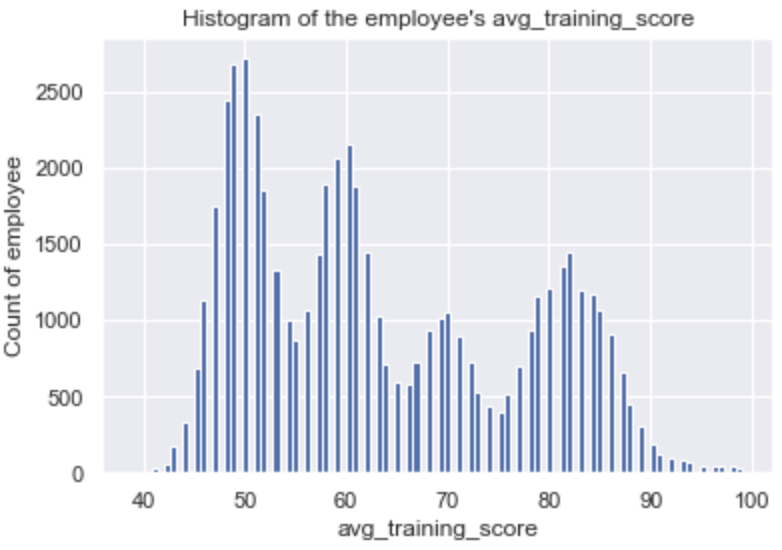 Histogram of the employee's avg_training_score
Count of employee
2500
2000
1500
1000
500
0
40 50 60 70 80 90 100
avg_training_score